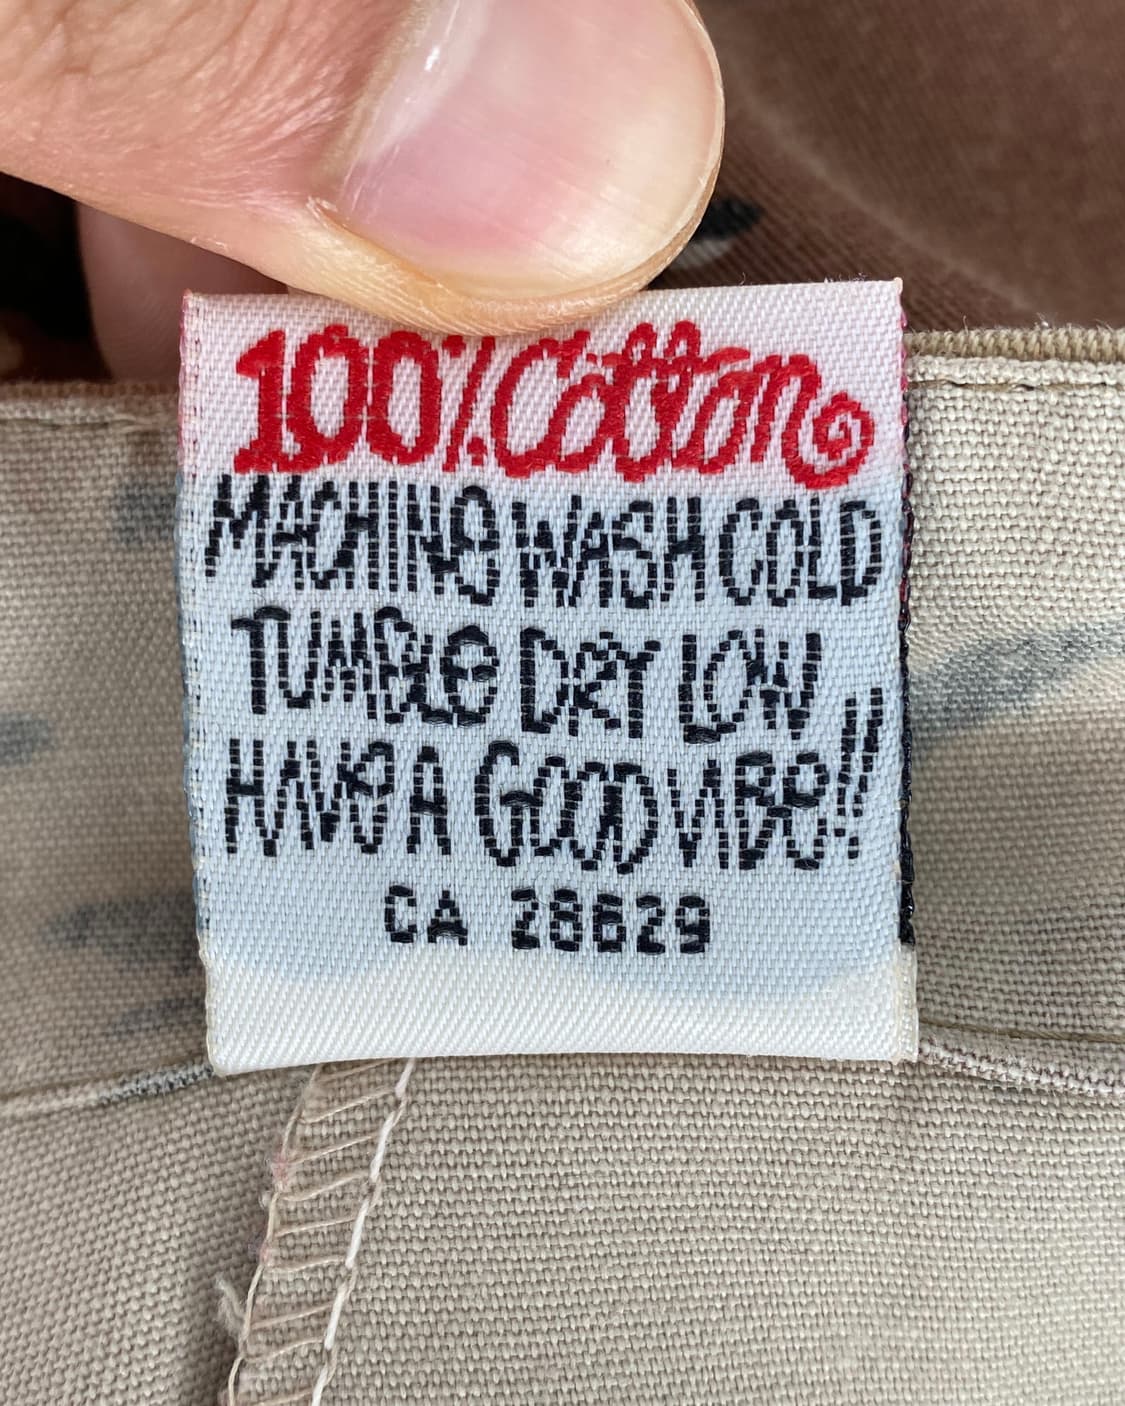 100% Cotton
MACHINE WASH COLD
TUMBLE DRY LOW
HAVE A GOOD VIBE!!
CA 28629